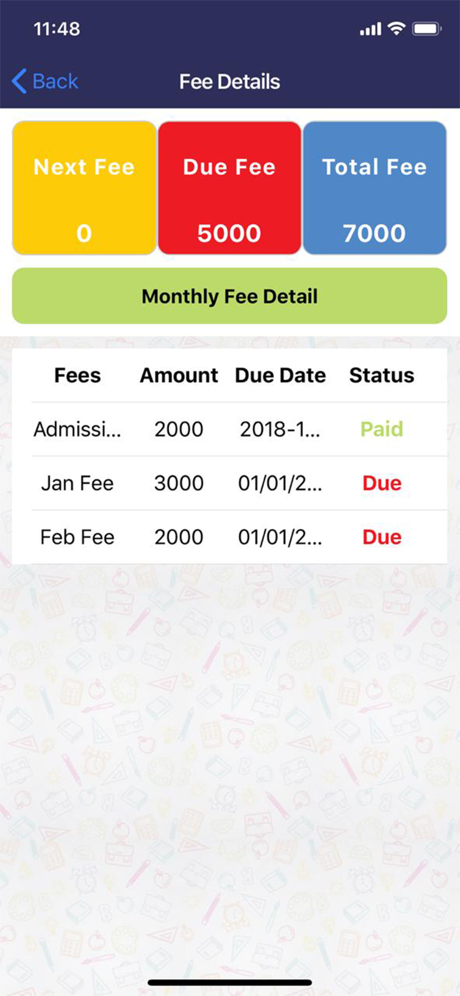 11:48
Back
Fee Details
Next Fee Due Fee Total Fee
0 5000 7000
Monthly Fee Detail
Fees Amount Due Date Status
Admissi... 2000 2018-1... Paid
Jan Fee 3000 01/01/2... Due
Feb Fee 2000 01/01/2... Due